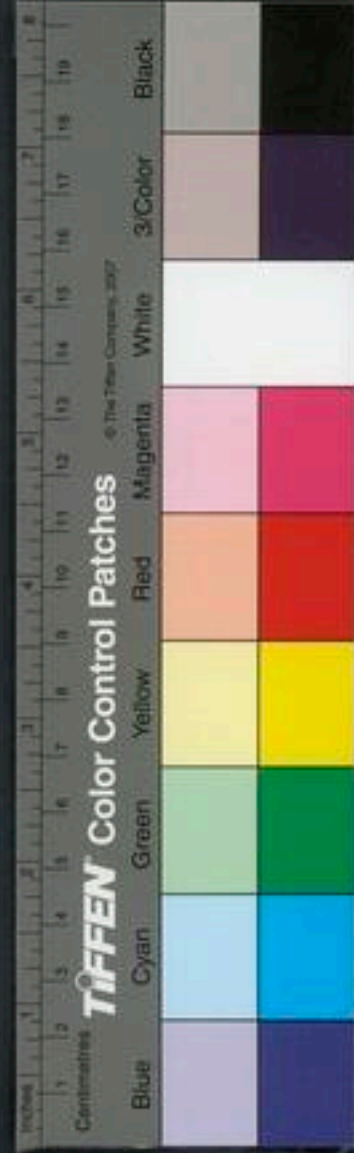 Inches 1 2 3 4 5 6 7 8
Centimetres 1 2 3 4 5 6 7 8 9 10 11 12 13 14 15 16 17 18 19
TIFFEN Color Control Patches © The Tiffen Company, 2007
Blue Cyan Green Yellow Red Magenta White 3/Color Black